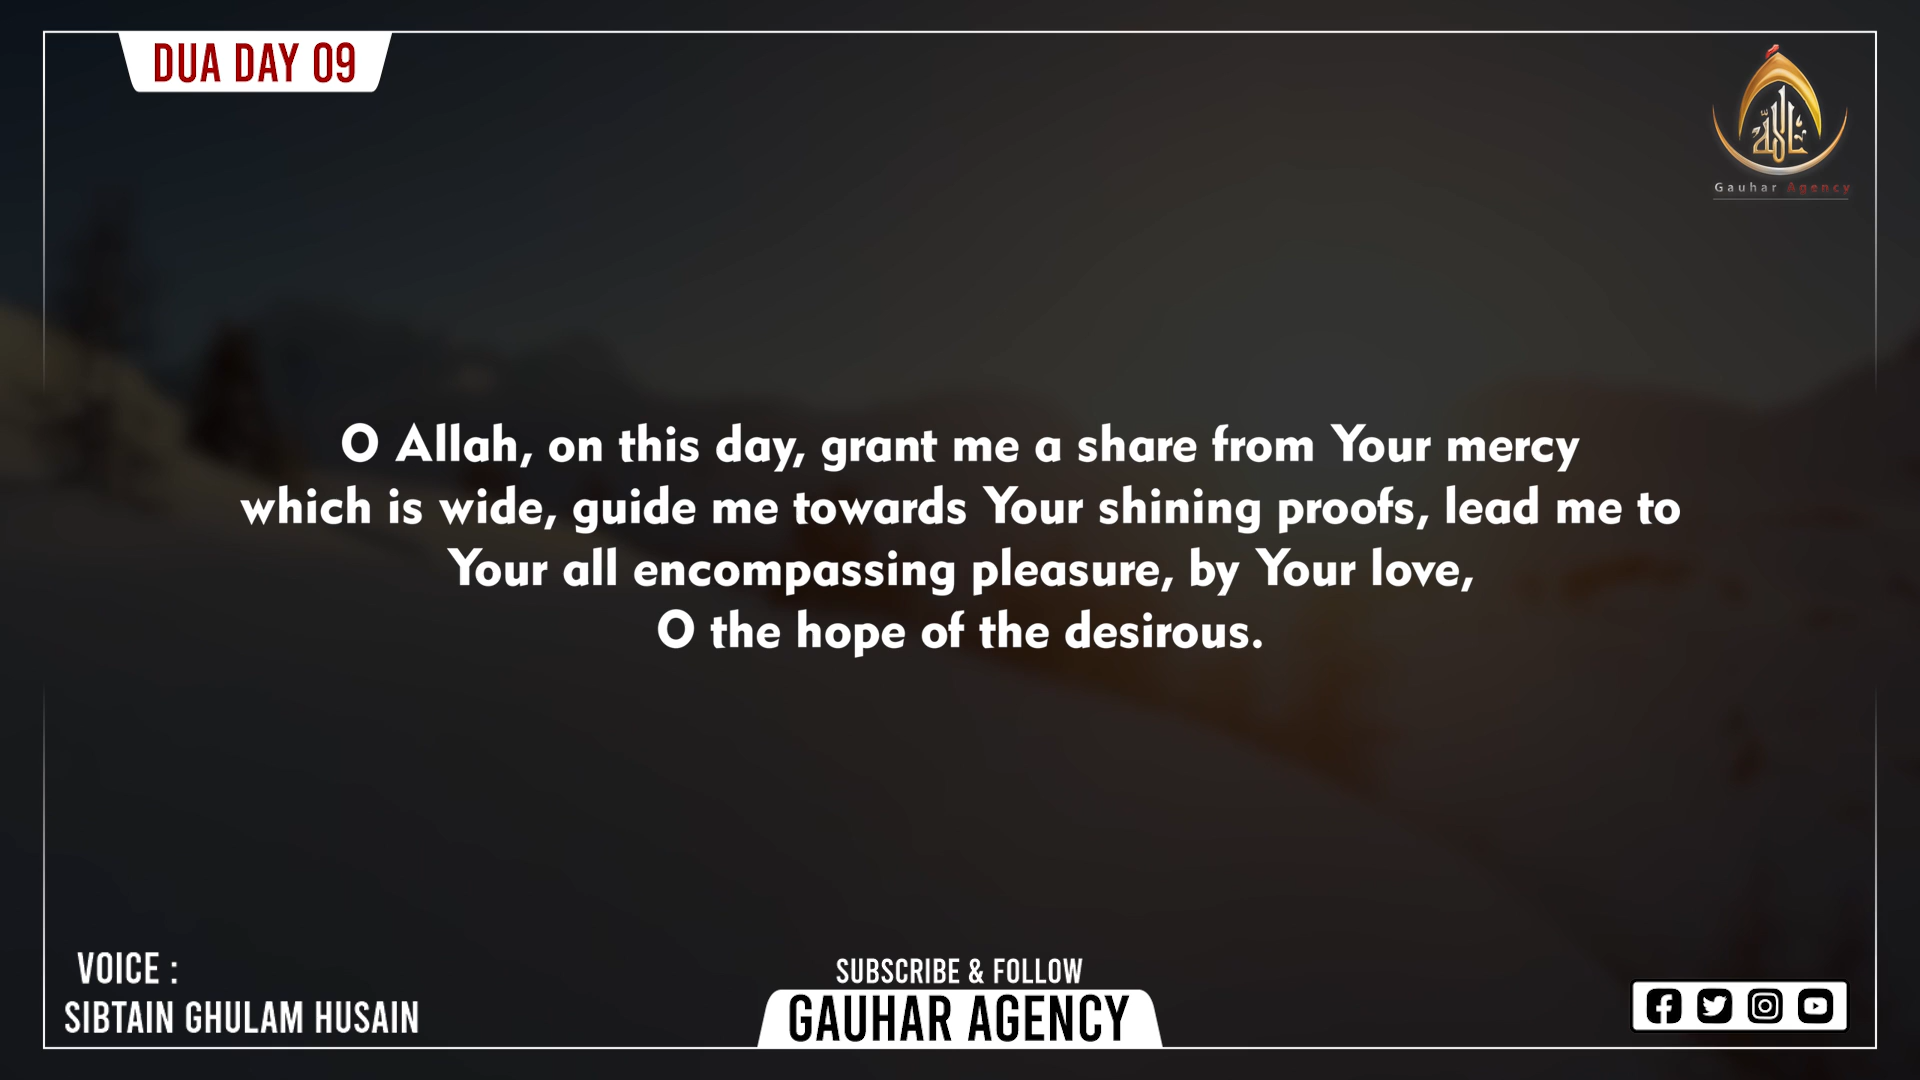 DUA DAY 09
Gauhar Agency
O Allah, on this day, grant me a share from Your mercy
which is wide, guide me towards Your shining proofs, lead me to
Your all encompassing pleasure, by Your love,
O the hope of the desirous.
VOICE :
SIBTAIN GHULAM HUSAIN
SUBSCRIBE & FOLLOW
GAUHAR AGENCY